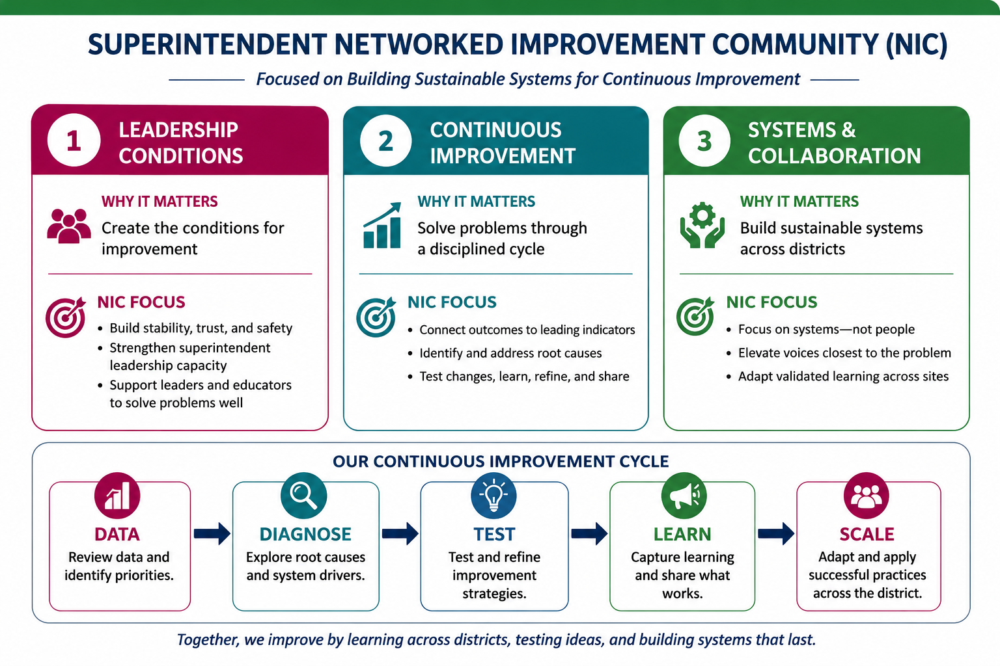 SUPERINTENDENT NETWORKED IMPROVEMENT COMMUNITY (NIC)
Focused on Building Sustainable Systems for Continuous Improvement
1
LEADERSHIP
CONDITIONS
WHY IT MATTERS
Create the conditions for
improvement
NIC FOCUS
• Build stability, trust, and safety
• Strengthen superintendent
leadership capacity
• Support leaders and educators
to solve problems well
2
CONTINUOUS
IMPROVEMENT
WHY IT MATTERS
Solve problems through
a disciplined cycle
NIC FOCUS
• Connect outcomes to leading indicators
• Identify and address root causes
• Test changes, learn, refine, and share
3
SYSTEMS &
COLLABORATION
WHY IT MATTERS
Build sustainable systems
across districts
NIC FOCUS
• Focus on systems—not people
• Elevate voices closest to the problem
• Adapt validated learning across sites
OUR CONTINUOUS IMPROVEMENT CYCLE
DATA
Review data and
identify priorities.
DIAGNOSE
Explore root causes
and system drivers.
TEST
Test and refine
improvement
strategies.
LEARN
Capture learning
and share what
works.
SCALE
Adapt and apply
successful practices
across the district.
Together, we improve by learning across districts, testing ideas, and building systems that last.